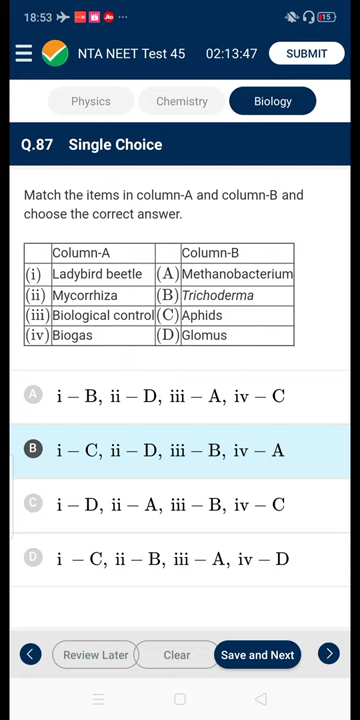 18:53 Jio ... 15
NTA NEET Test 45 02:13:47 SUBMIT
Physics Chemistry Biology
Q.87 Single Choice
Match the items in column-A and column-B and
choose the correct answer.
Column-A Column-B
(i) Ladybird beetle (A) Methanobacterium
(ii) Mycorrhiza (B) Trichoderma
(iii) Biological control (C) Aphids
(iv) Biogas (D) Glomus
A i – B, ii – D, iii – A, iv – C
B i – C, ii – D, iii – B, iv – A
C i – D, ii – A, iii – B, iv – C
D i – C, ii – B, iii – A, iv – D
Review Later Clear Save and Next